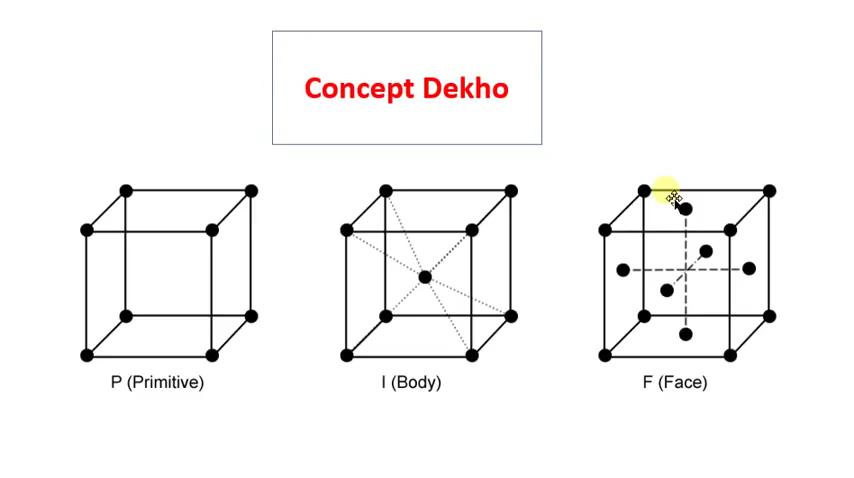 Concept Dekho
P (Primitive)
I (Body)
F (Face)